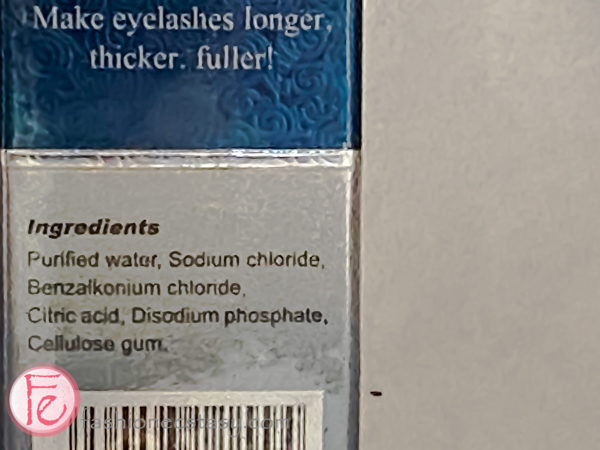 Make eyelashes longer,
thicker. fuller!
Ingredients
Purified water, Sodium chloride,
Benzalkonium chloride,
Citric acid, Disodium phosphate,
Cellulose gum.
Fe
fashionecstasy.com